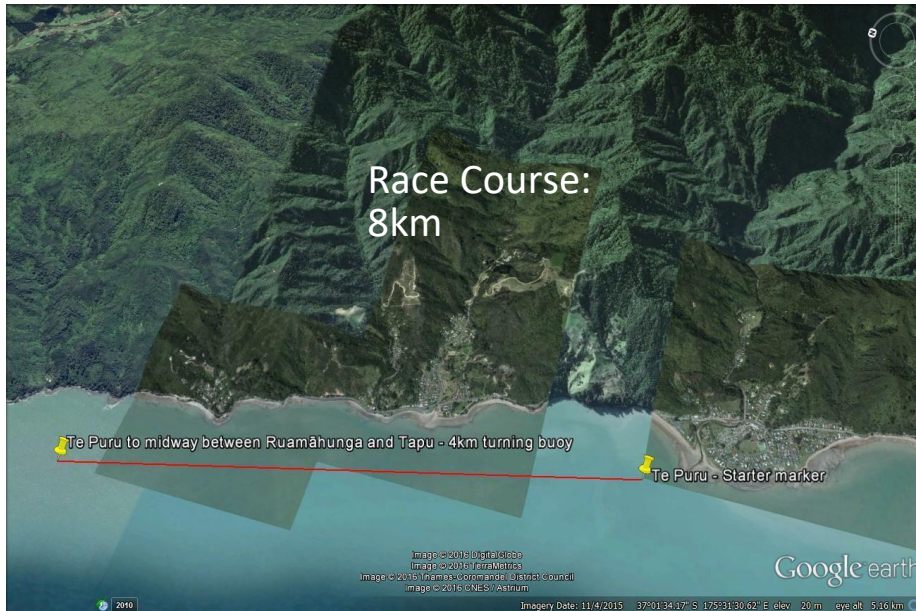 N
Race Course:
8km
Te Puru to midway between Ruamāhunga and Tapu - 4km turning buoy
Te Puru - Starter marker
Image © 2016 DigitalGlobe
Image © 2016 TerraMetrics
Image © 2016 Thames-Coromandel District Council
Image © 2016 CNES / Astrium
Google earth
2010
Imagery Date: 11/4/2015 37°01'34.17" S 175°31'30.62" E elev 20 m eye alt 5.16 km